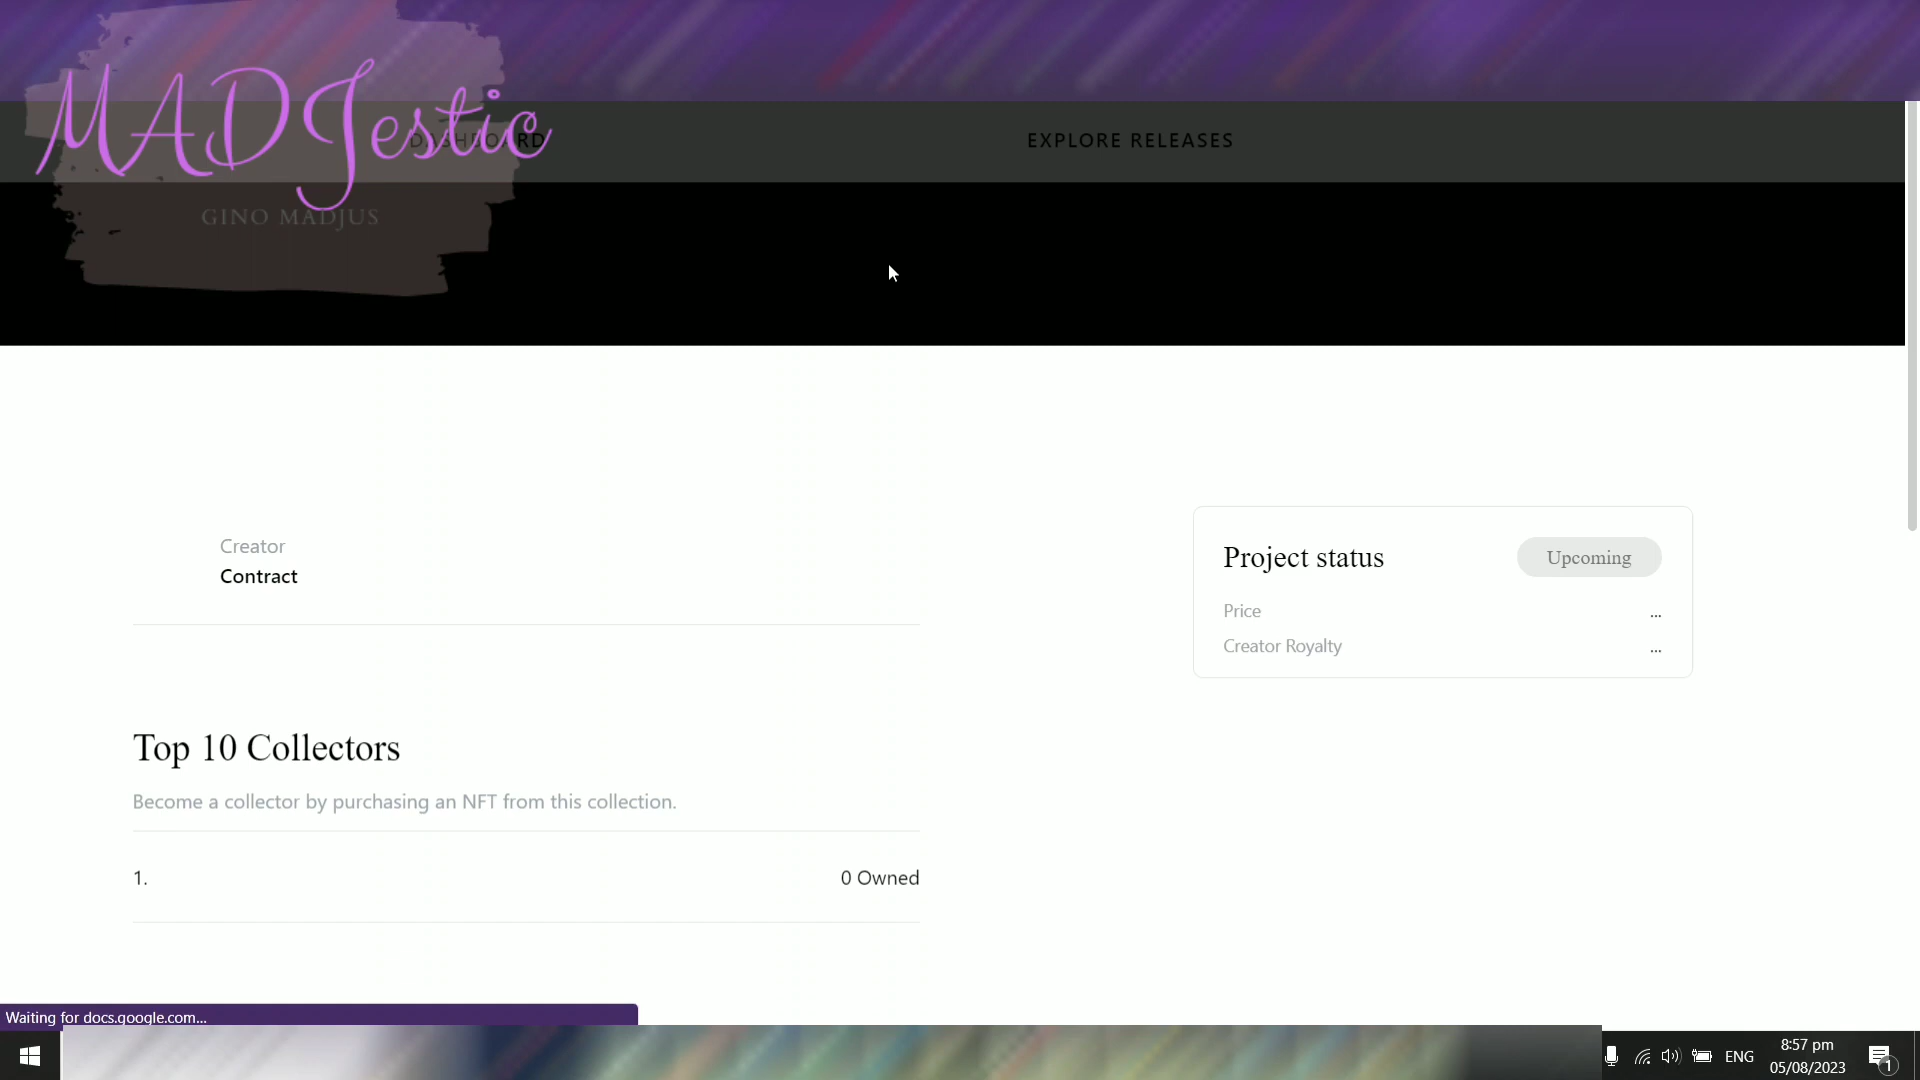 MADJestic
GINO MADJUS
DASHBOARD
EXPLORE RELEASES
Creator
Contract
Project status
Upcoming
Price
...
Creator Royalty
...
Top 10 Collectors
Become a collector by purchasing an NFT from this collection.
1.
0 Owned
Waiting for docs.google.com...
ENG
8:57 pm
05/08/2023
1